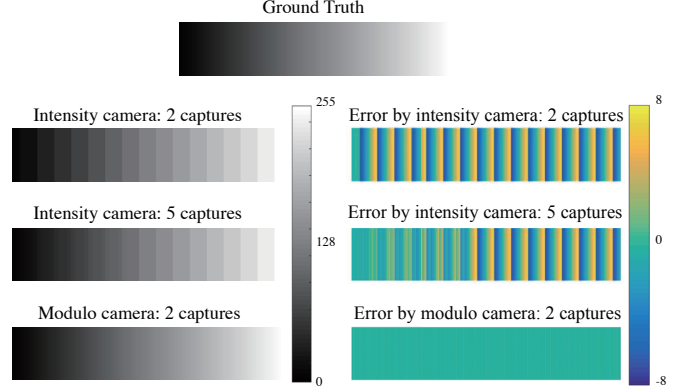 Ground Truth
Intensity camera: 2 captures
255
Error by intensity camera: 2 captures
8
Intensity camera: 5 captures
128
Error by intensity camera: 5 captures
0
Modulo camera: 2 captures
0
Error by modulo camera: 2 captures
-8